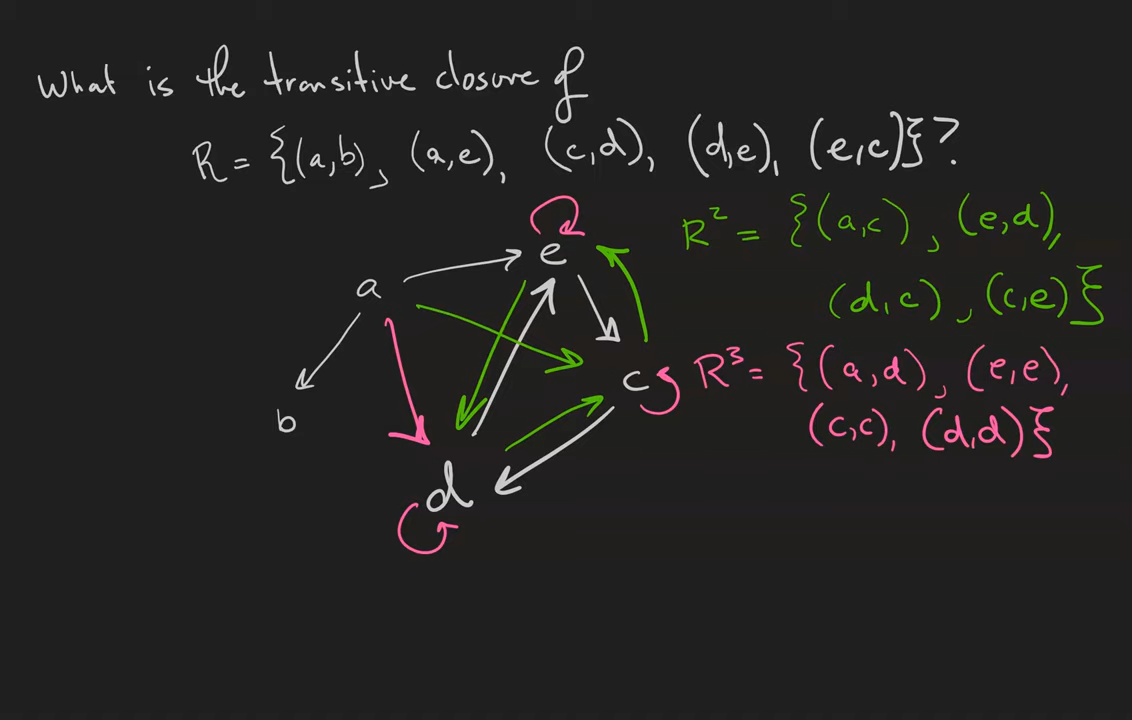 What is the transitive closure of
R = {(a,b), (a,e), (c,d), (d,e), (e,c)}?
R² = {(a,c), (e,d),
(d,c), (c,e)}
R³ = {(a,d), (e,e),
(c,c), (d,d)}
e
a
c
b
d